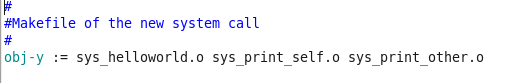 #
#Makefile of the new system call
#
obj-y := sys_helloworld.o sys_print_self.o sys_print_other.o